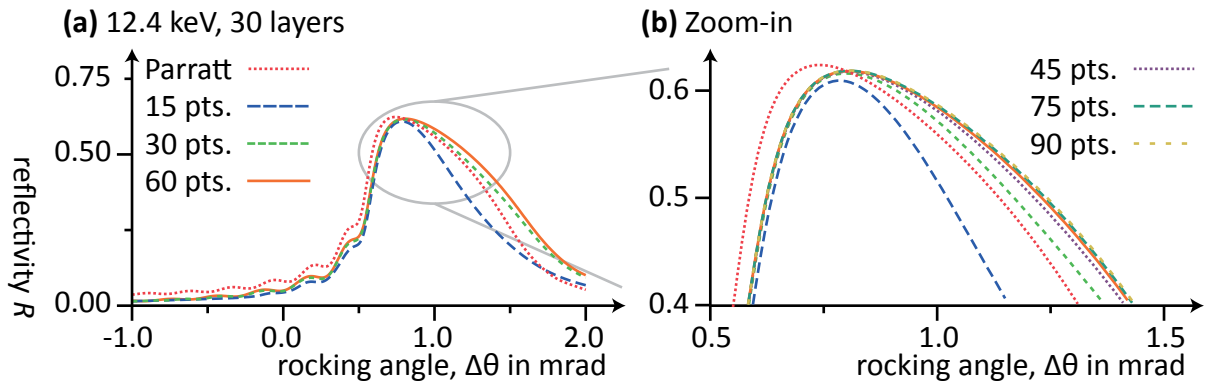 (a) 12.4 keV, 30 layers
0.75
0.50
0.00
reflectivity R
Parratt
15 pts.
30 pts.
60 pts.
-1.0
0.0
1.0
2.0
rocking angle, Δθ in mrad
(b) Zoom-in
0.6
0.5
0.4
45 pts.
75 pts.
90 pts.
0.5
1.0
1.5
rocking angle, Δθ in mrad